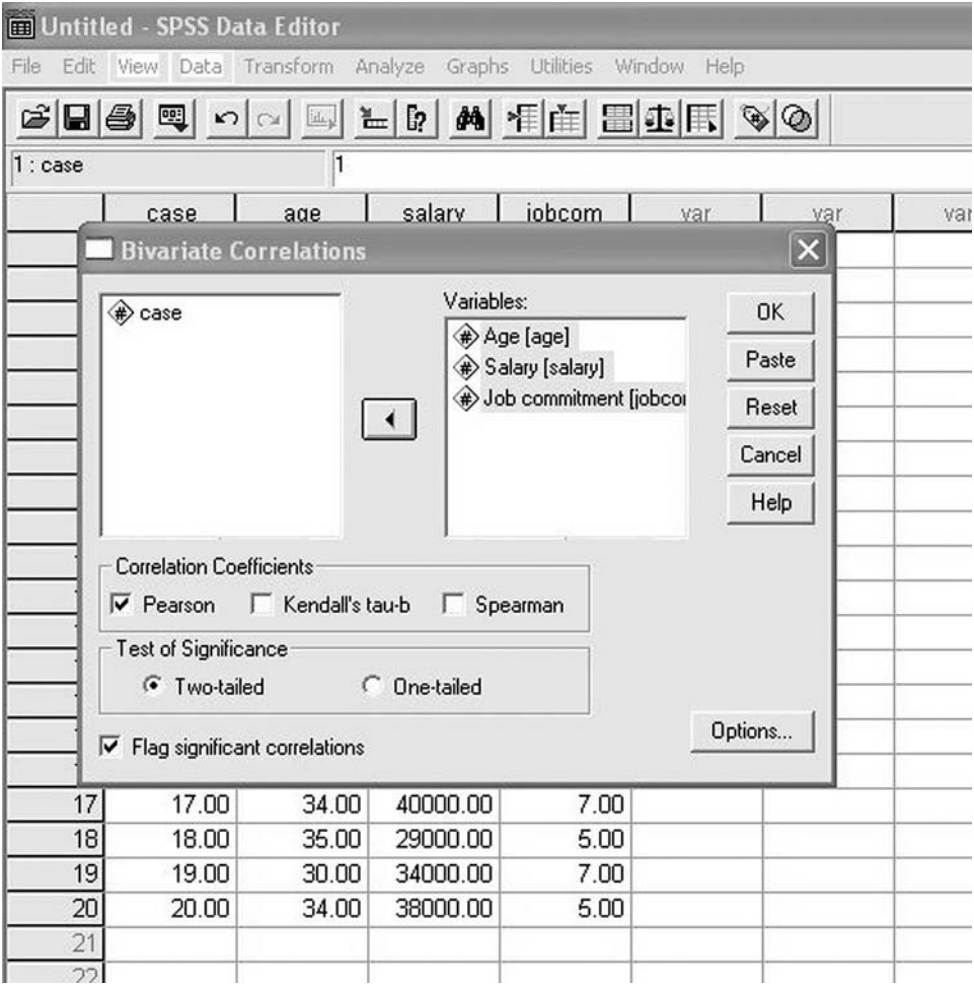 Untitled - SPSS Data Editor
File Edit View Data Transform Analyze Graphs Utilities Window Help
1 : case 1
case age salary jobcom var var var
Bivariate Correlations
case
Variables:
Age [age]
Salary [salary]
Job commitment [jobcom
OK
Paste
Reset
Cancel
Help
Correlation Coefficients
Pearson Kendall's tau-b Spearman
Test of Significance
Two-tailed One-tailed
Flag significant correlations
Options...
17 17.00 34.00 40000.00 7.00
18 18.00 35.00 29000.00 5.00
19 19.00 30.00 34000.00 7.00
20 20.00 34.00 38000.00 5.00
21
22